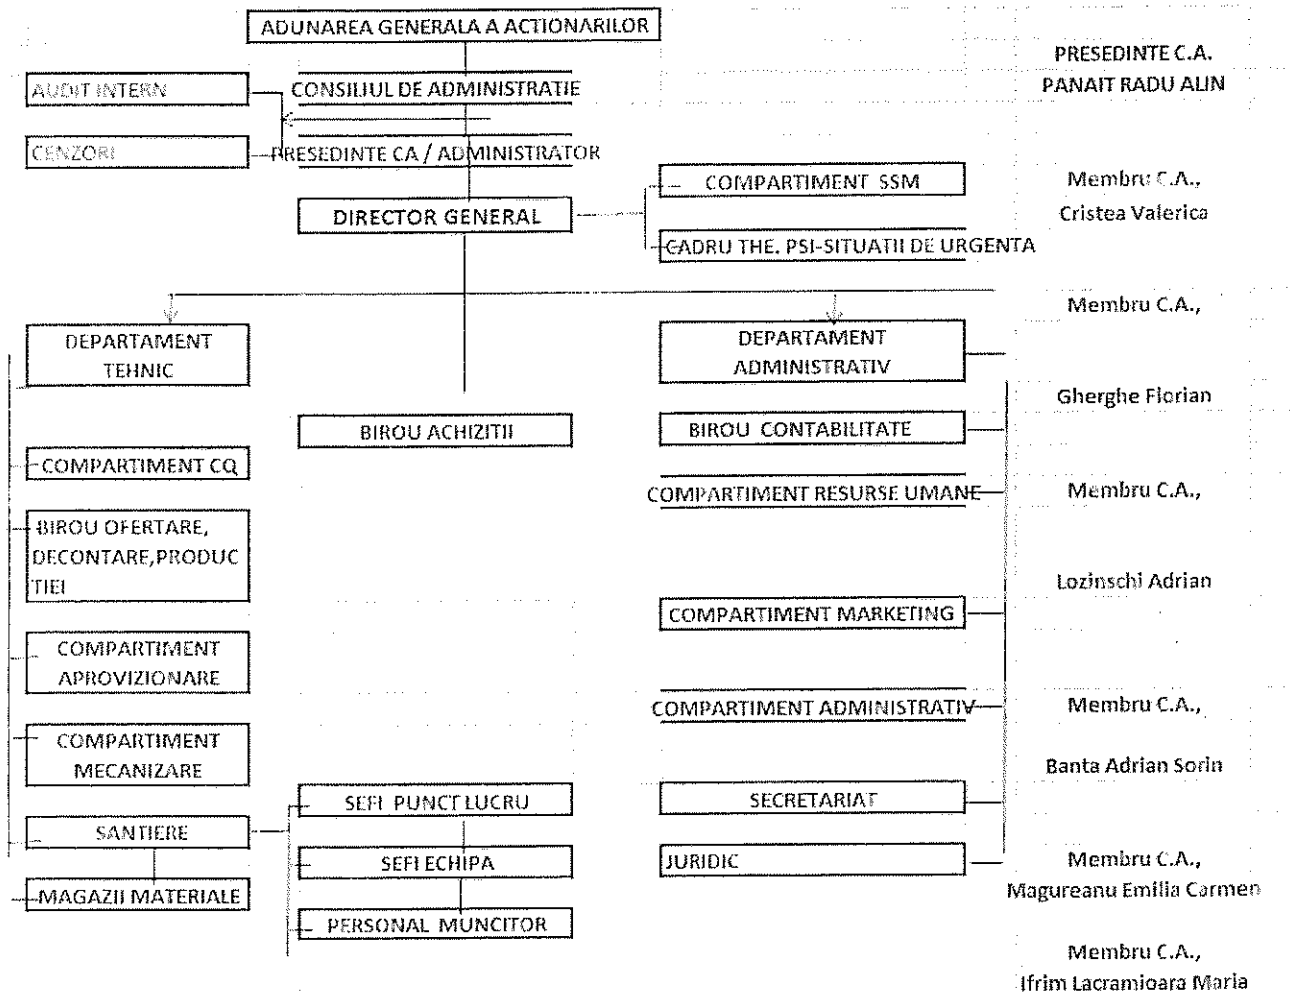 ADUNAREA GENERALA A ACTIONARILOR
PRESEDINTE C.A.
PANAIT RADU ALIN
AUDIT INTERN
CONSILIUL DE ADMINISTRATIE
CENZORI
PRESEDINTE CA / ADMINISTRATOR
COMPARTIMENT SSM
Membru C.A.,
Cristea Valerica
DIRECTOR GENERAL
CADRU THE. PSI-SITUATII DE URGENTA
Membru C.A.,
DEPARTAMENT
TEHNIC
DEPARTAMENT
ADMINISTRATIV
Gherghe Florian
BIROU ACHIZITII
BIROU CONTABILITATE
COMPARTIMENT CQ
COMPARTIMENT RESURSE UMANE
Membru C.A.,
BIROU OFERTARE,
DECONTARE,PRODUC
TIEI
Lozinschi Adrian
COMPARTIMENT MARKETING
COMPARTIMENT
APROVIZIONARE
COMPARTIMENT ADMINISTRATIV
Membru C.A.,
COMPARTIMENT
MECANIZARE
Banta Adrian Sorin
SEFI PUNCT LUCRU
SECRETARIAT
SANTIERE
SEFI ECHIPA
JURIDIC
Membru C.A.,
Magureanu Emilia Carmen
MAGAZII MATERIALE
PERSONAL MUNCITOR
Membru C.A.,
Ifrim Lacramioara Maria